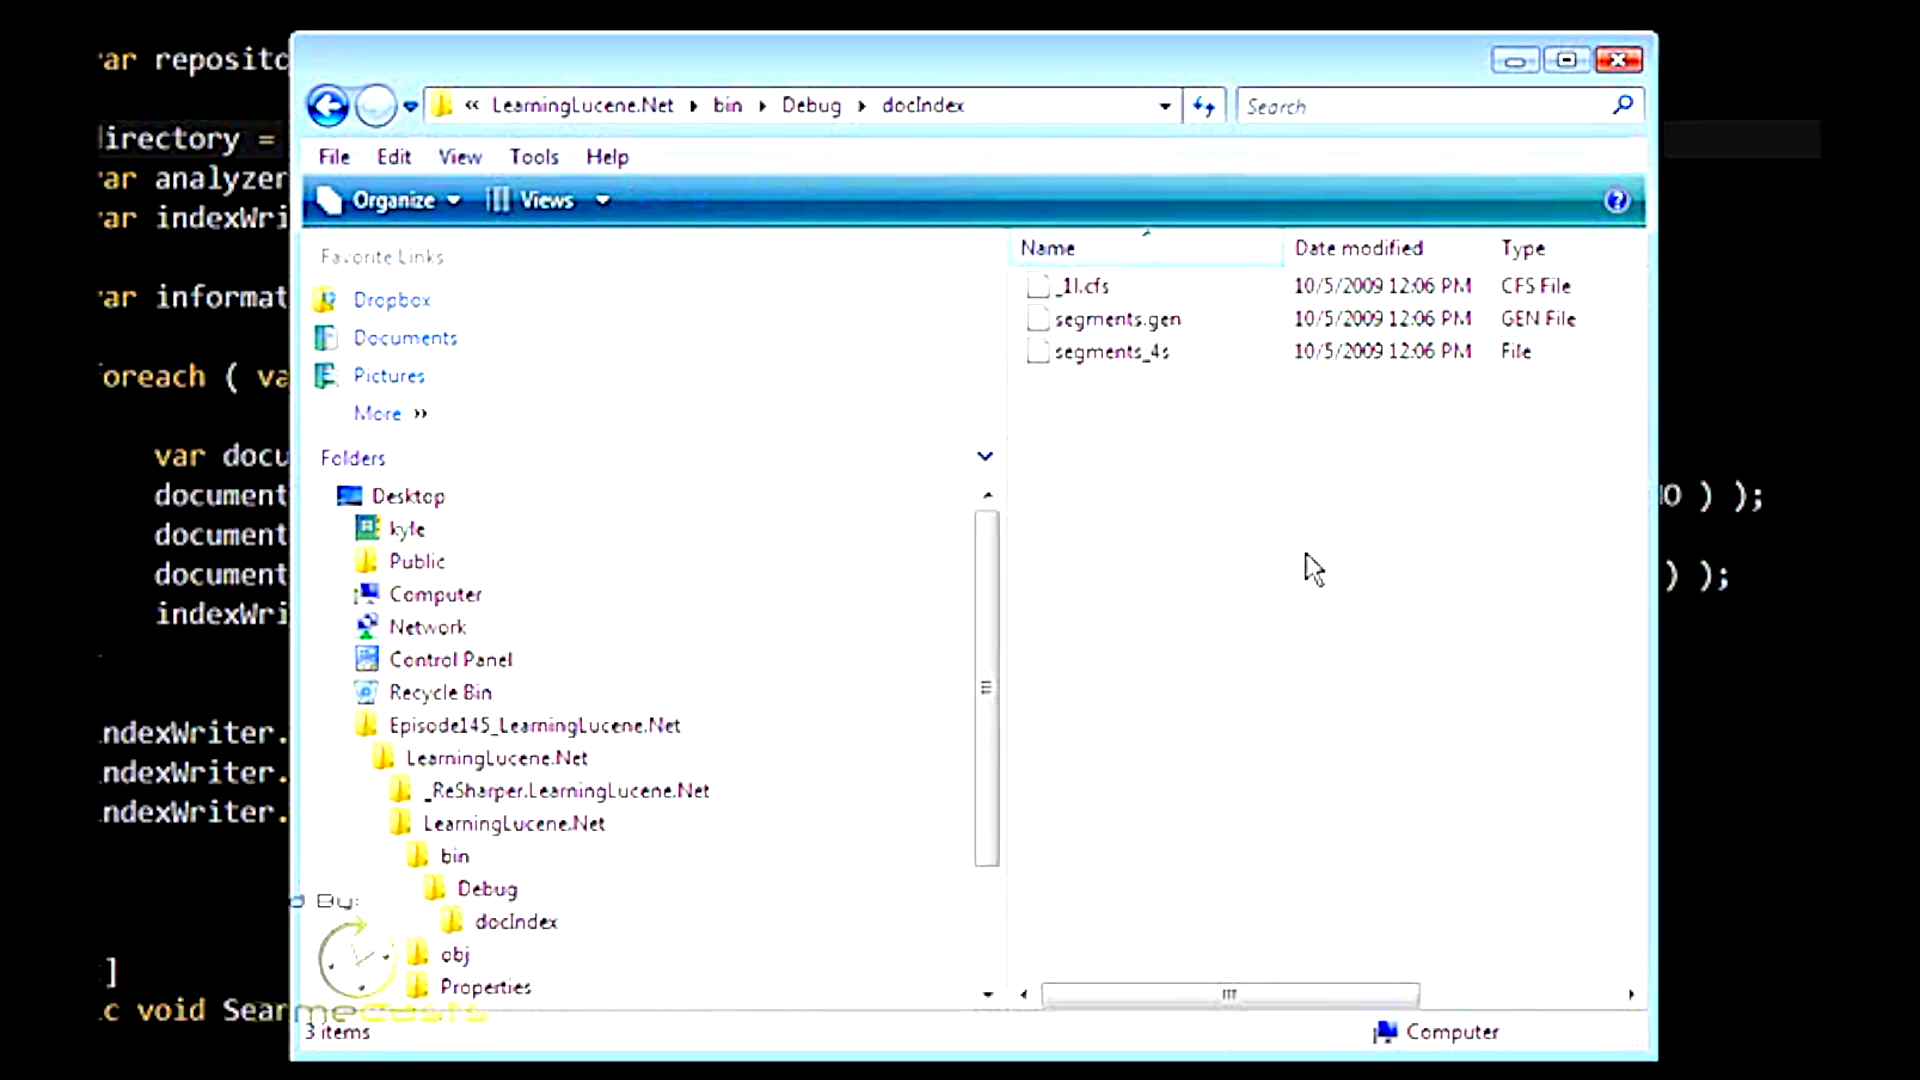 'ar reposito
lirectory =
'ar analyzer
'ar indexWri
'ar informat
oreach ( va
var docu
document
O ) );
document
document
) );
indexWri
ndexWriter.
ndexWriter.
ndexWriter.
]
c void Sear
« LearningLucene.Net ▸ bin ▸ Debug ▸ docIndex
Search
File Edit View Tools Help
Organize Views
Favorite Links
Dropbox
Documents
Pictures
More »
Folders
Desktop
kyle
Public
Computer
Network
Control Panel
Recycle Bin
Episode145_LearningLucene.Net
LearningLucene.Net
_ReSharper.LearningLucene.Net
LearningLucene.Net
bin
Debug
docIndex
obj
Properties
Name Date modified Type
_1l.cfs 10/5/2009 12:06 PM CFS File
segments.gen 10/5/2009 12:06 PM GEN File
segments_4s 10/5/2009 12:06 PM File
By:
mecasts
3 items
Computer